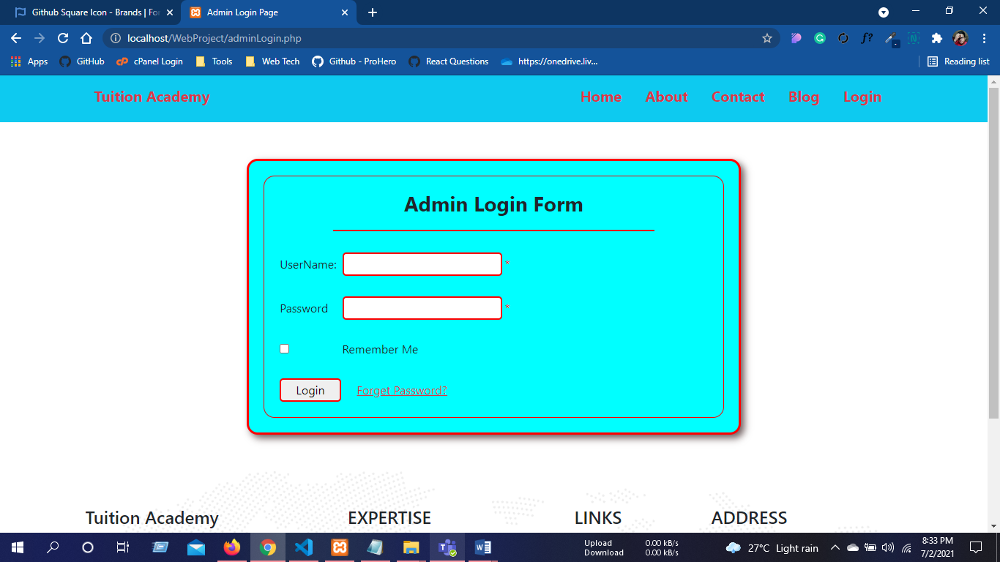 Github Square Icon - Brands | For
Admin Login Page
localhost/WebProject/adminLogin.php
Apps GitHub cPanel Login Tools Web Tech Github - ProHero React Questions https://onedrive.liv... Reading list
Tuition Academy Home About Contact Blog Login
Admin Login Form
UserName: *
Password *
Remember Me
Login Forget Password?
Tuition Academy EXPERTISE LINKS ADDRESS
Upload 0.00 kB/s
Download 0.00 kB/s
27°C Light rain
8:33 PM
7/2/2021